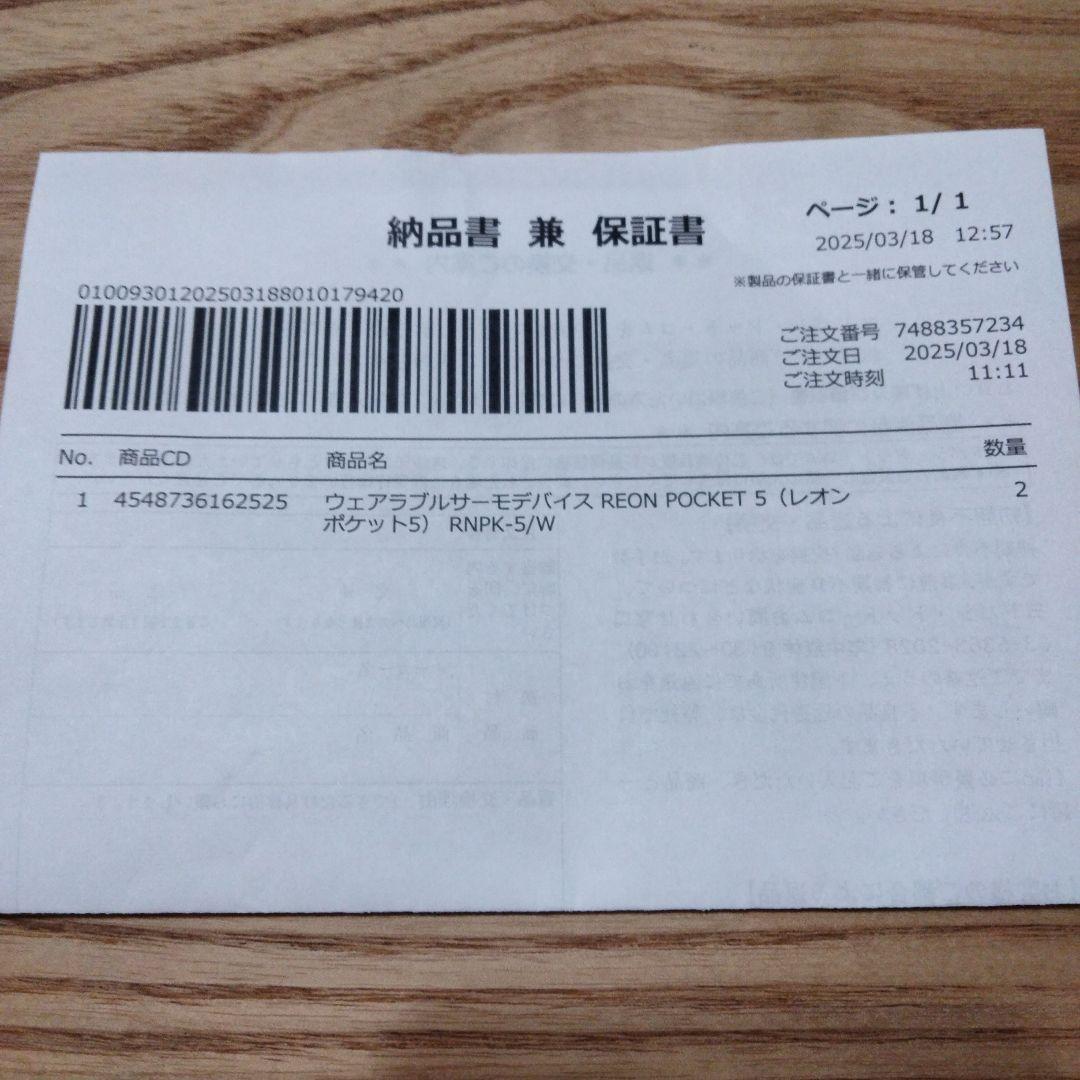 ページ： 1/ 1
納品書 兼 保証書
2025/03/18 12:57
※製品の保証書と一緒に保管してください
010093012025031888010179420
ご注文番号 7488357234
ご注文日 2025/03/18
ご注文時刻 11:11
No. 商品CD 商品名 数量
1 4548736162525 ウェアラブルサーモデバイス REON POCKET 5（レオン 2
ポケット5） RNPK-5/W